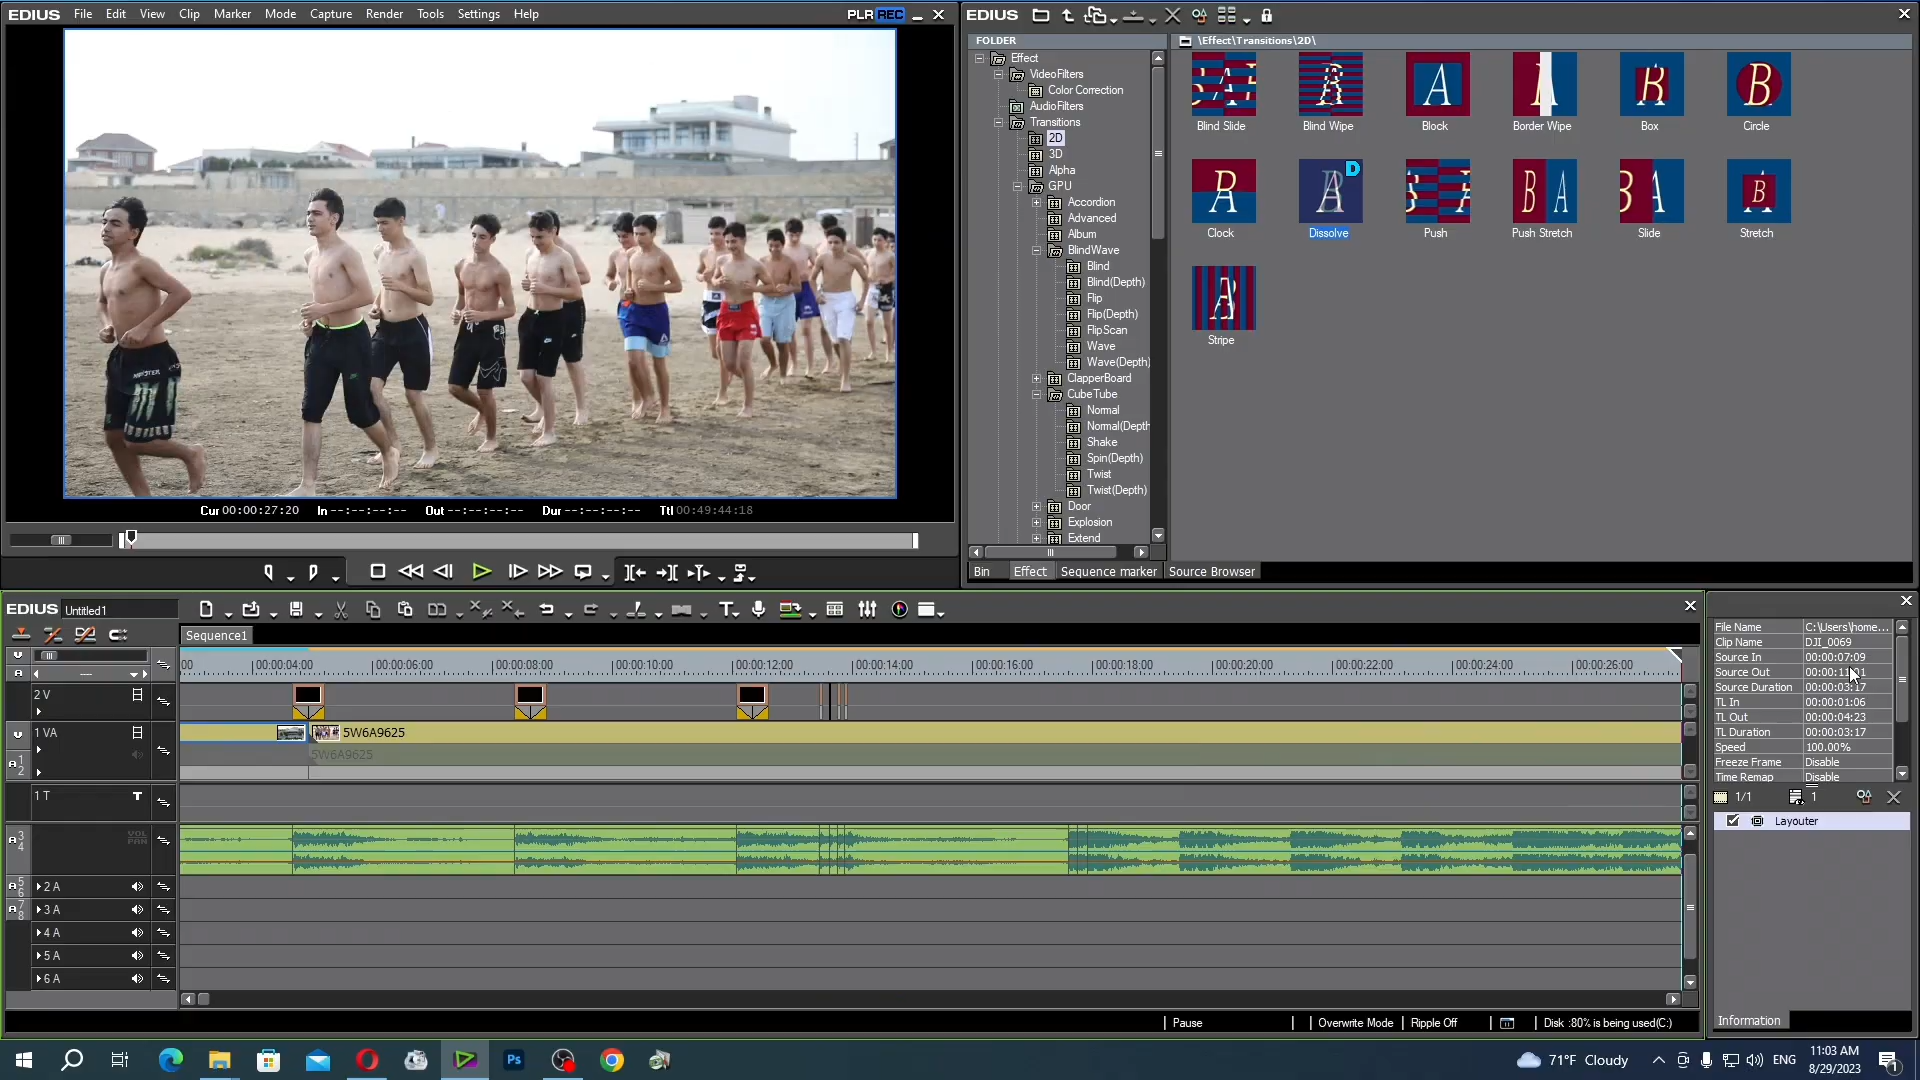 EDIUS File Edit View Clip Marker Mode Capture Render Tools Settings Help PLR REC
Cur 00:00:27:20 In --:--:--:-- Out --:--:--:-- Dur --:--:--:-- Ttl 00:49:44:18
EDIUS
FOLDER
Effect
VideoFilters
Color Correction
AudioFilters
Transitions
2D
3D
Alpha
GPU
Accordion
Advanced
Album
BlindWave
Blind
Blind(Depth)
Flip
Flip(Depth)
FlipScan
Wave
Wave(Depth)
ClapperBoard
CubeTube
Normal
Normal(Depth
Shake
Spin(Depth)
Twist
Twist(Depth)
Door
Explosion
Extend
\Effect\Transitions\2D\
Blind Slide Blind Wipe Block Border Wipe Box Circle
Clock Dissolve Push Push Stretch Slide Stretch
Stripe
Bin Effect Sequence marker Source Browser
EDIUS Untitled1
Sequence1
00 00:00:04:00 00:00:06:00 00:00:08:00 00:00:10:00 00:00:12:00 00:00:14:00 00:00:16:00 00:00:18:00 00:00:20:00 00:00:22:00 00:00:24:00 00:00:26:00
2 V
1 VA
5W6A9625
5W6A9625
1 T T
VOL
PAN
2 A
3 A
4 A
5 A
6 A
Pause Overwrite Mode Ripple Off Disk :80% is being used(C:)
File Name C:\Users\home...
Clip Name DJI_0069
Source In 00:00:07:09
Source Out
Source Duration 00:00:03:17
TL In 00:00:01:06
TL Out 00:00:04:23
TL Duration 00:00:03:17
Speed 100.00%
Freeze Frame Disable
Time Remap Disable
1/1 1
Layouter
Information
71°F Cloudy ENG 11:03 AM
8/29/2023